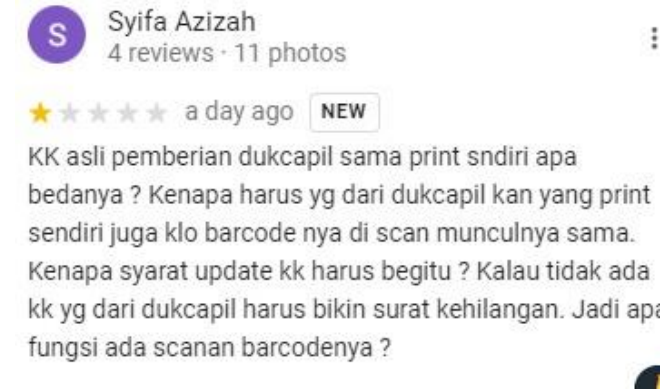 S
Syifa Azizah
4 reviews · 11 photos
a day ago NEW
KK asli pemberian dukcapil sama print sndiri apa
bedanya ? Kenapa harus yg dari dukcapil kan yang print
sendiri juga klo barcode nya di scan munculnya sama.
Kenapa syarat update kk harus begitu ? Kalau tidak ada
kk yg dari dukcapil harus bikin surat kehilangan. Jadi apa
fungsi ada scanan barcodenya ?